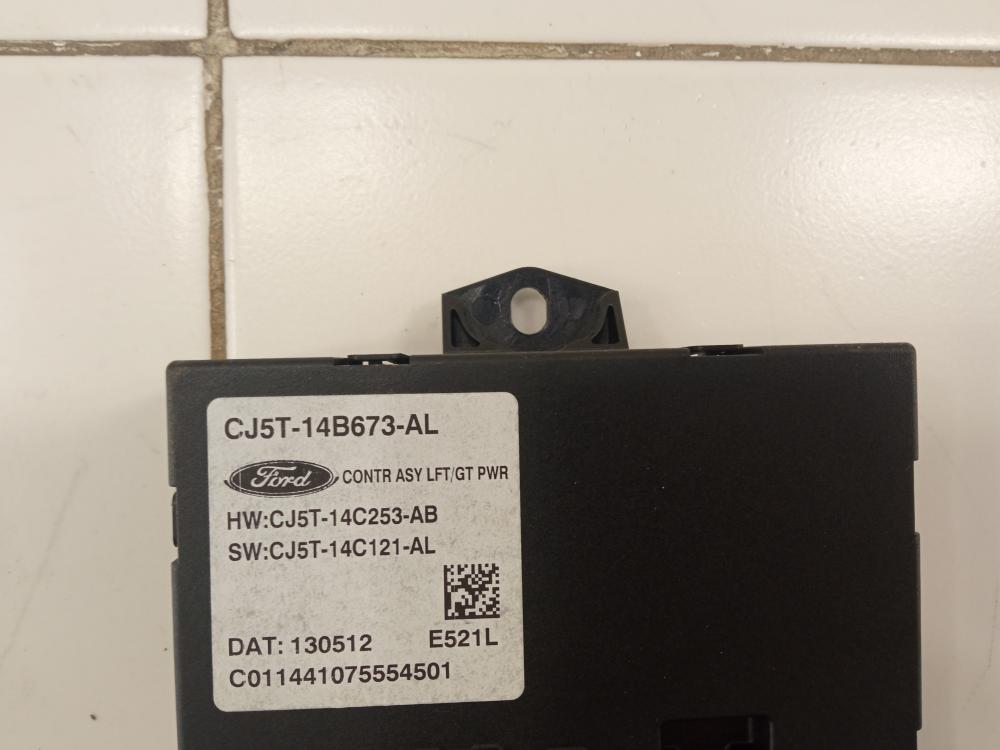 CJ5T-14B673-AL
Ford CONTR ASY LFT/GT PWR
HW:CJ5T-14C253-AB
SW:CJ5T-14C121-AL
DAT: 130512 E521L
C011441075554501